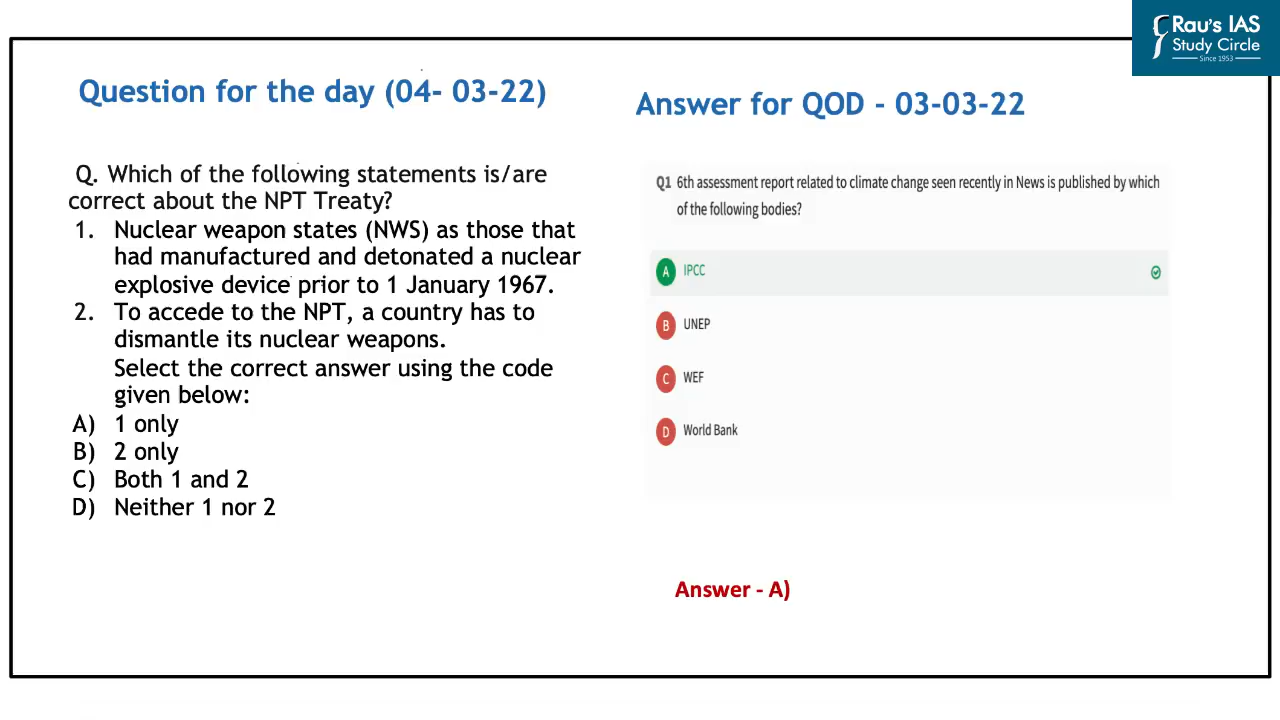 Rau's IAS
Study Circle
Since 1953
Question for the day (04- 03-22)
Q. Which of the following statements is/are
correct about the NPT Treaty?
1. Nuclear weapon states (NWS) as those that
had manufactured and detonated a nuclear
explosive device prior to 1 January 1967.
2. To accede to the NPT, a country has to
dismantle its nuclear weapons.
Select the correct answer using the code
given below:
A) 1 only
B) 2 only
C) Both 1 and 2
D) Neither 1 nor 2
Answer for QOD - 03-03-22
Q1 6th assessment report related to climate change seen recently in News is published by which
of the following bodies?
A IPCC
B UNEP
C WEF
D World Bank
Answer - A)